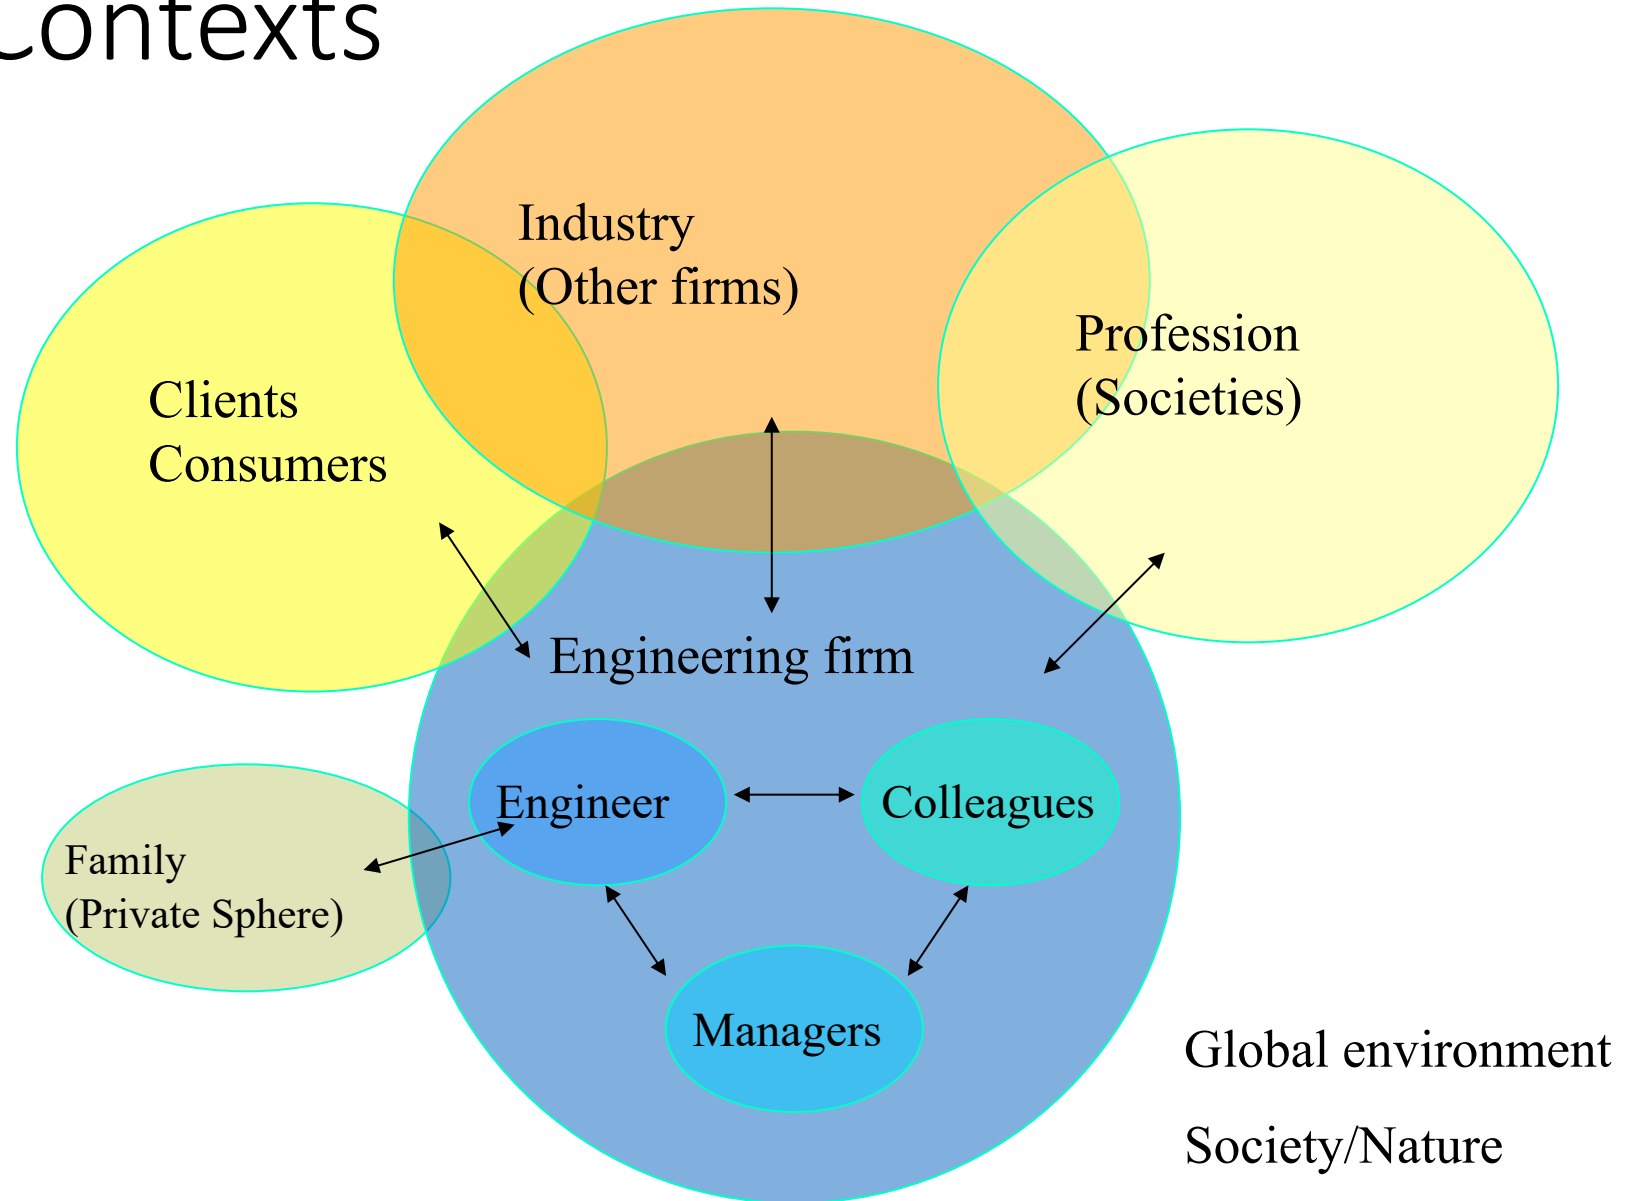 Contexts
Industry
(Other firms)
Profession
(Societies)
Clients
Consumers
Engineering firm
Engineer
Colleagues
Family
(Private Sphere)
Managers
Global environment
Society/Nature